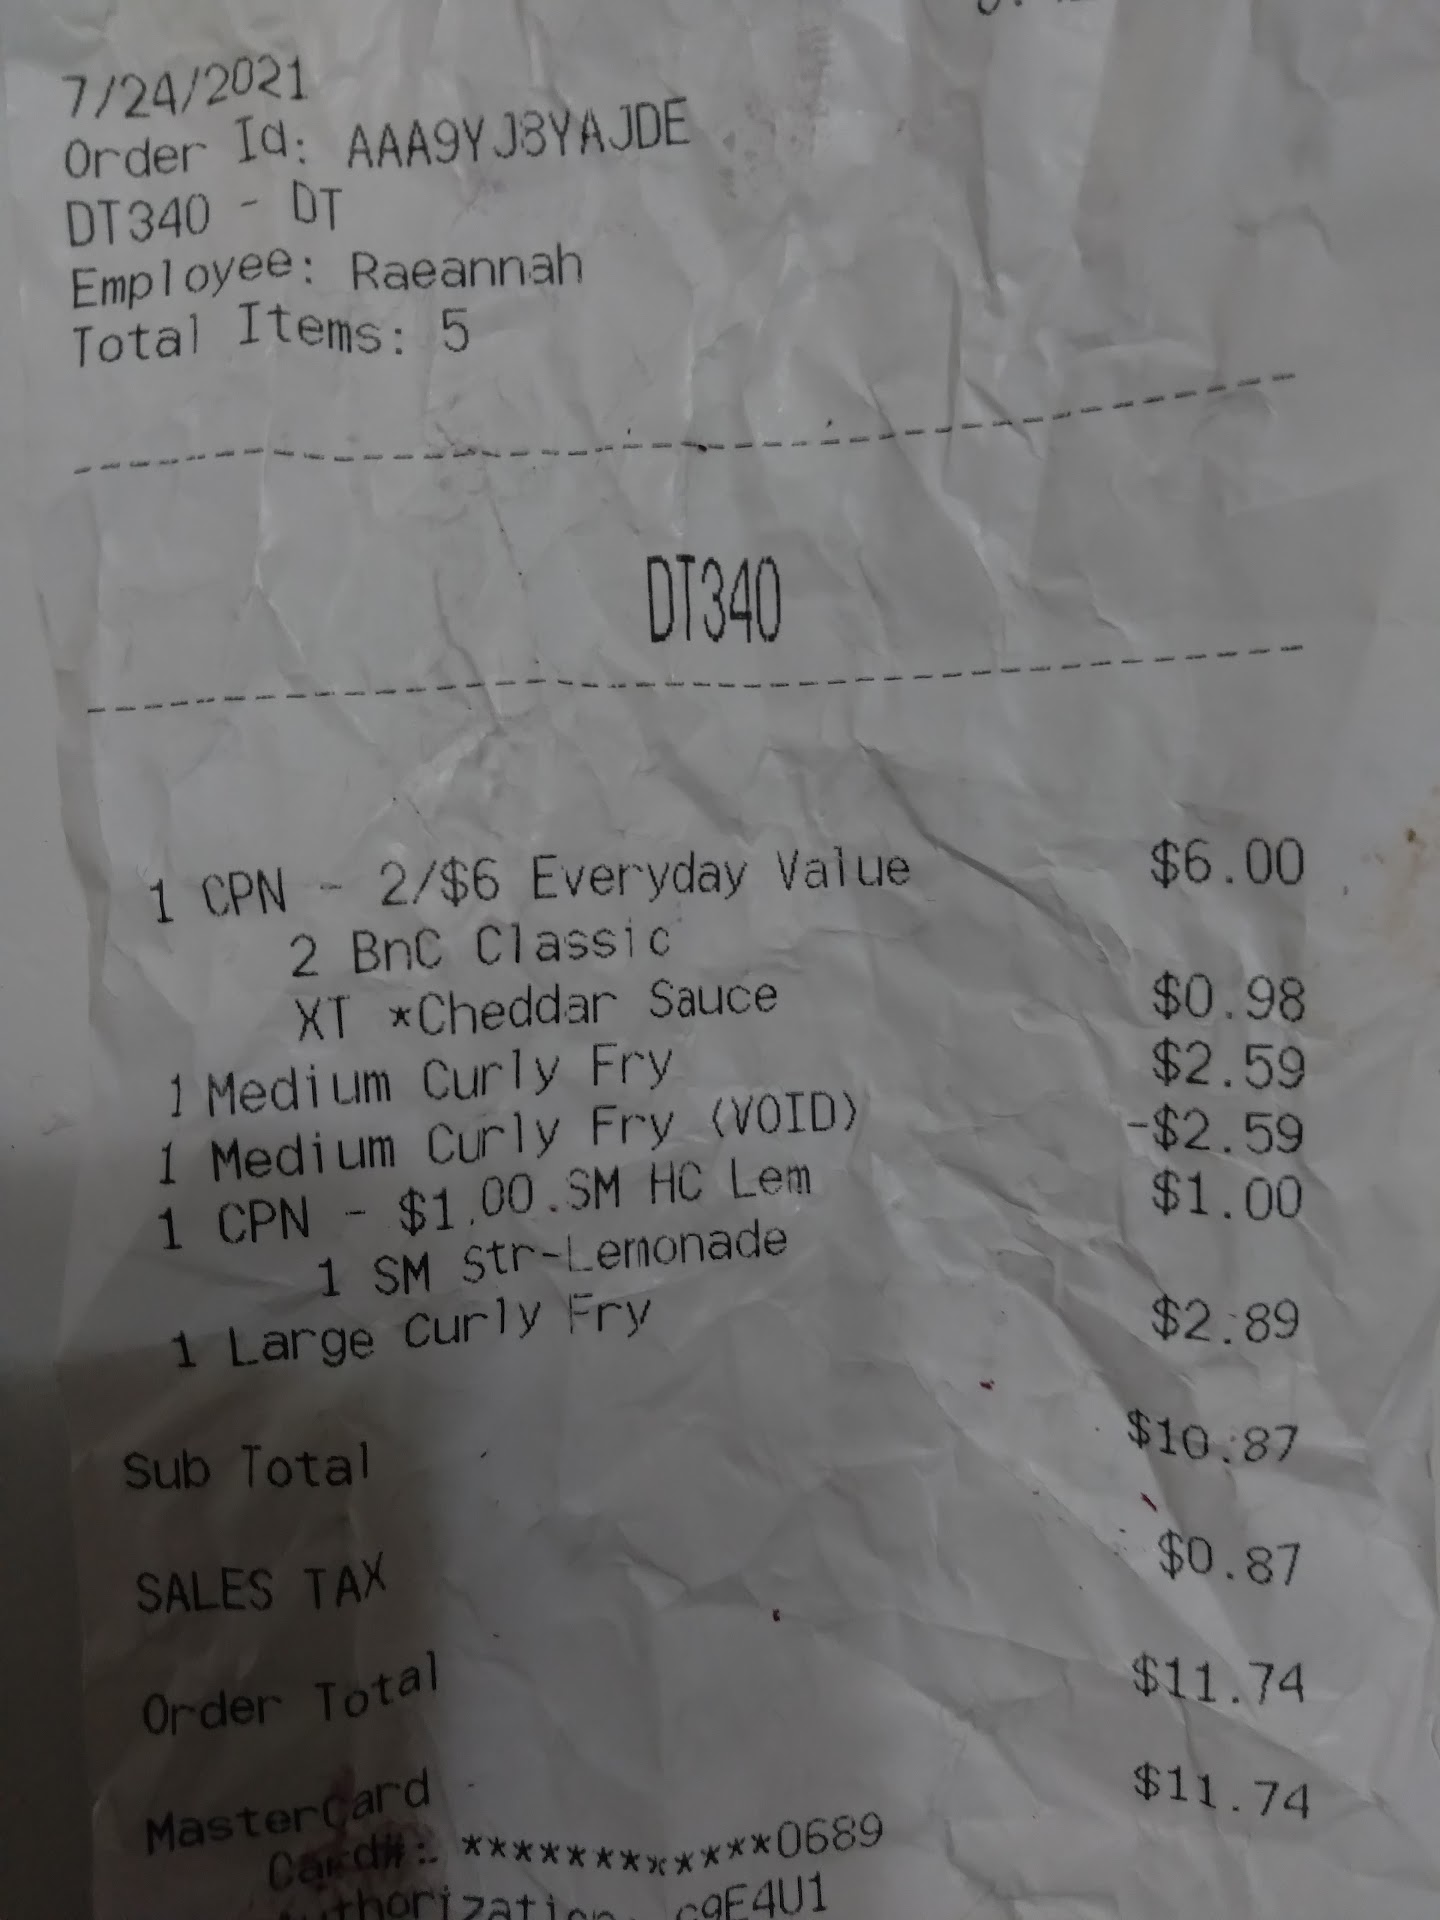 7/24/2021
Order Id: AAA9YJ3YAJDE
DT340 - DT
Employee: Raeannah
Total Items: 5
DT340
1 CPN - 2/$6 Everyday Value $6.00
2 BnC Classic
XT *Cheddar Sauce $0.98
1 Medium Curly Fry $2.59
1 Medium Curly Fry (VOID) -$2.59
1 CPN - $1.00.SM HC Lem $1.00
1 SM Str-Lemonade
1 Large Curly Fry $2.89
Sub Total $10.87
SALES TAX $0.87
Order Total $11.74
MasterCard $11.74
Card#: ************0689
c9E4U1